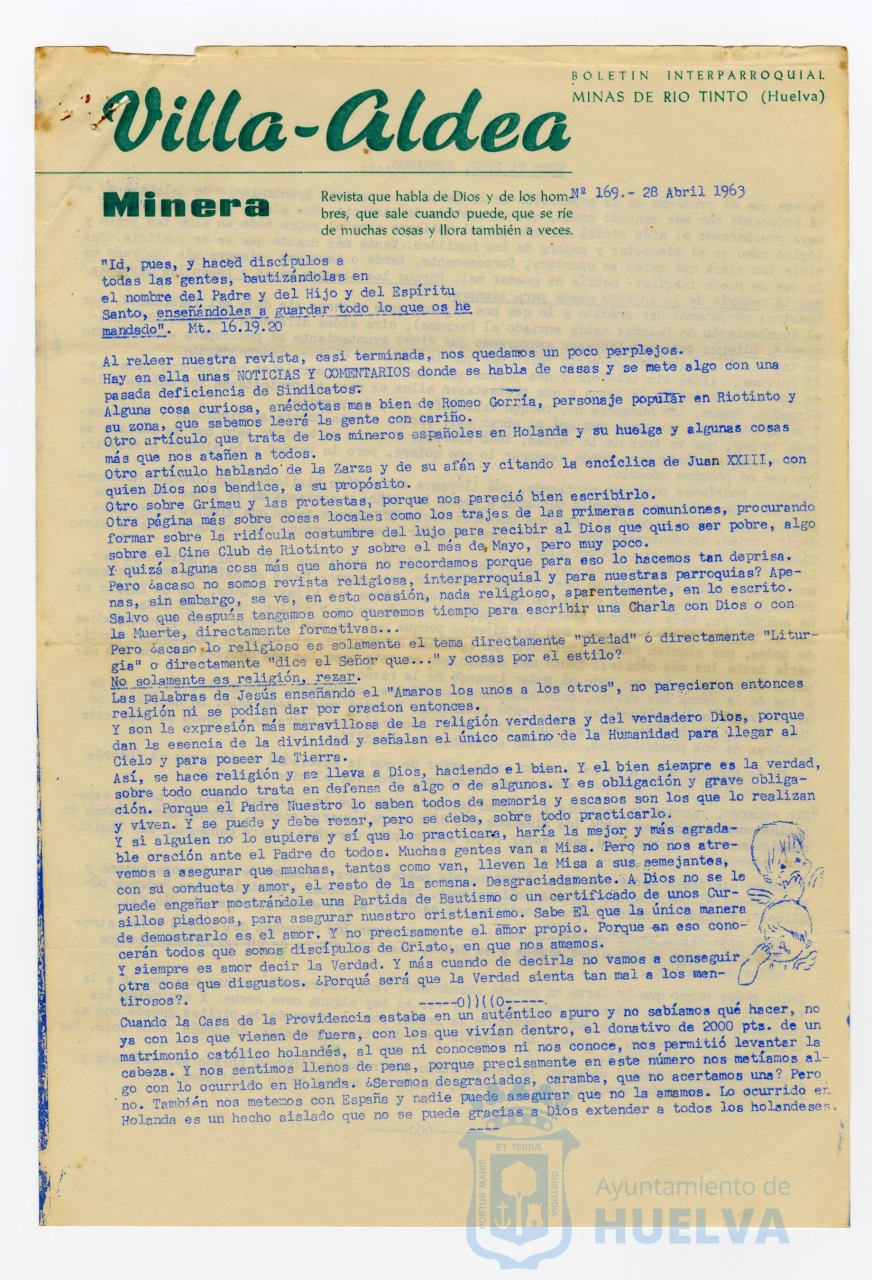 BOLETIN INTERPARROQUIAL
MINAS DE RIO TINTO (Huelva)
Villa-Aldea
Minera
Revista que habla de Dios y de los hom-
bres, que sale cuando puede, que se ríe
de muchas cosas y llora también a veces.
Nº 169.- 28 Abril 1963
"Id, pues, y haced discípulos a
todas las gentes, bautizándolas en
el nombre del Padre y del Hijo y del Espíritu
Santo, enseñándoles a guardar todo lo que os he
mandado". Mt. 16.19.20
Al releer nuestra revista, casi terminada, nos quedamos un poco perplejos.
Hay en ella unas NOTICIAS Y COMENTARIOS donde se habla de casas y se mete algo con una
pasada deficiencia de Sindicatos.
Alguna cosa curiosa, anécdotas mas bien de Romeo Gorría, personaje popular en Riotinto y
su zona, que sabemos leerá la gente con cariño.
Otro artículo que trata de los mineros españoles en Holanda y su huelga y algunas cosas
más que nos atañen a todos.
Otro artículo hablando de la Zarza y de su afán y citando la encíclica de Juan XXIII, con
quien Dios nos bendice, a su propósito.
Otro sobre Grimau y las protestas, porque nos pareció bien escribirlo.
Otra página más sobre cosas locales como los trajes de las primeras comuniones, procurando
formar sobre la ridícula costumbre del lujo para recibir al Dios que quiso ser pobre, algo
sobre el Cine Club de Riotinto y sobre el més de Mayo, pero muy poco.
Y quizá alguna cosa más que ahora no recordamos porque para eso lo hacemos tan deprisa.
Pero ¿acaso no somos revista religiosa, interparroquial y para nuestras parroquias? Ape-
nas, sin embargo, se ve, en esta ocasión, nada religioso, aparentemente, en lo escrito.
Salvo que después tengamos como queremos tiempo para escribir una Charla con Dios o con
la Muerte, directamente formativas...
Pero ¿acaso lo religioso es solamente el tema directamente "piedad" ó directamente "Litur-
gia" o directamente "dice el Señor que..." y cosas por el estilo?
No solamente es religión, rezar.
Las palabras de Jesús enseñando el "Amaros los unos a los otros", no parecieron entonces
religión ni se podían dar por oracion entonces.
Y son la expresión más maravillosa de la religión verdadera y del verdadero Dios, porque
dan la esencia de la divinidad y señalan el único camino de la Humanidad para llegar al
Cielo y para poseer la Tierra.
Así, se hace religión y se lleva a Dios, haciendo el bien. Y el bien siempre es la verdad,
sobre todo cuando trata en defensa de algo o de algunos. Y es obligación y grave obliga-
ción. Porque el Padre Nuestro lo saben todos de memoria y escasos son los que lo realizan
y viven. Y se puede y debe rezar, pero se debe, sobre todo practicarlo.
Y si alguien no lo supiera y sí que lo practicana, haría la mejor y más agrada-
ble oración ante el Padre de todos. Muchas gentes van a Misa. Pero no nos atre-
vemos a asegurar que muchas, tantas como van, lleven la Misa a sus semejantes,
con su conducta y amor, el resto de la semana. Desgraciadamente. A Dios no se le
puede engañar mostrándole una Partida de Bautismo o un certificado de unos Cur-
sillos piadosos, para asegurar nuestro cristianismo. Sabe El que la única manera
de demostrarlo es el amor. Y no precisamente el amor propio. Porque en eso cono-
cerán todos que somos discípulos de Cristo, en que nos amamos.
Y siempre es amor decir la Verdad. Y más cuando de decirla no vamos a conseguir
otra cosa que disgustos. ¿Porqué será que la Verdad sienta tan mal a los men-
tirosos?.
-----0))((0-----.
Cuando la Casa de la Providencia estaba en un auténtico apuro y no sabíamos qué hacer, no
ya con los que vienen de fuera, con los que vivían dentro, el donativo de 2000 pts. de un
matrimonio católico holandés, al que ni conocemos ni nos conoce, nos permitió levantar la
cabeza. Y nos sentimos llenos de pena, porque precisamente en este número nos metíamos al-
go con lo ocurrido en Holanda. ¿Seremos desgraciados, caramba, que no acertamos una? Pero
no. También nos metemos con España y nadie puede asegurar que no la amamos. Lo ocurrido en
Holanda es un hecho aislado que no se puede gracias a Dios extender a todos los holandeses.
ET TERRÆ
PORTUS MARIS
CUSTODIA
Ayuntamiento de
HUELVA